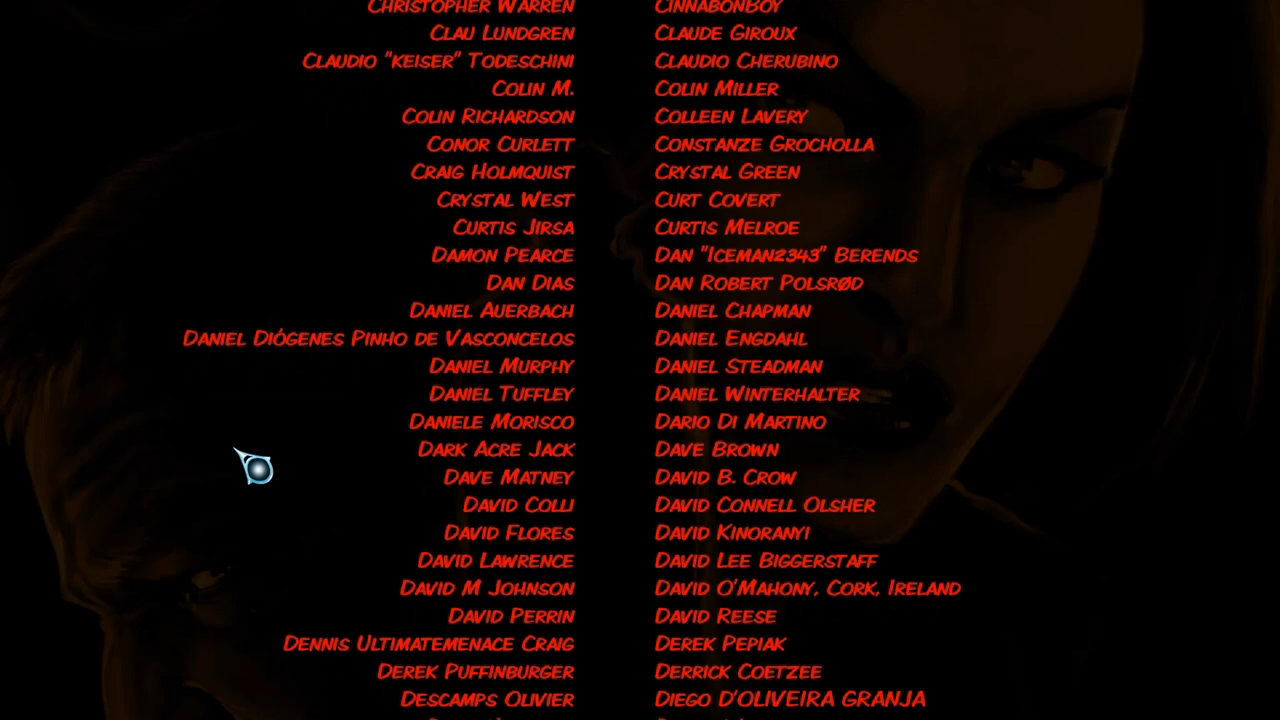 Christopher Warren Cinnabonboy
Clau Lundgren Claude Giroux
Claudio "keiser" Todeschini Claudio Cherubino
Colin M. Colin Miller
Colin Richardson Colleen Lavery
Conor Curlett Constanze Grocholla
Craig Holmquist Crystal Green
Crystal West Curt Covert
Curtis Jirsa Curtis Melroe
Damon Pearce Dan "Iceman2343" Berends
Dan Dias Dan Robert Polsrød
Daniel Auerbach Daniel Chapman
Daniel Diógenes Pinho de Vasconcelos Daniel Engdahl
Daniel Murphy Daniel Steadman
Daniel Tuffley Daniel Winterhalter
Daniele Morisco Dario Di Martino
Dark Acre Jack Dave Brown
Dave Matney David B. Crow
David Colli David Connell Olsher
David Flores David Kinoranyi
David Lawrence David Lee Biggerstaff
David M Johnson David O'Mahony, Cork, Ireland
David Perrin David Reese
Dennis Ultimatemenace Craig Derek Pepiak
Derek Puffinburger Derrick Coetzee
Descamps Olivier Diego D'OLIVEIRA GRANJA